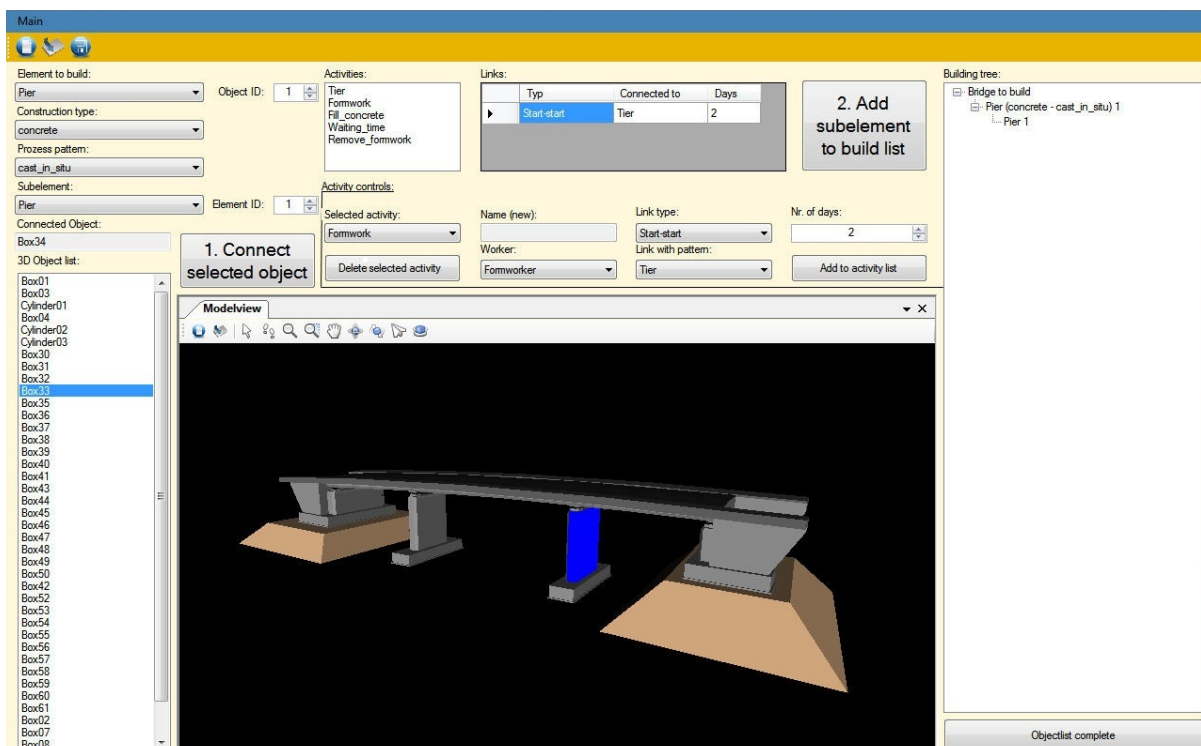 Main
Element to build:
Pier
Object ID: 1
Construction type:
concrete
Prozess pattern:
cast_in_situ
Subelement:
Pier
Element ID: 1
Connected Object:
Box34
3D Object list:
1. Connect
selected object
Activities:
Tier
Formwork
Fill_concrete
Waiting_time
Remove_formwork
Links:
Typ Connected to Days
Start-start Tier 2
2. Add
subelement
to build list
Activity controls:
Selected activity:
Formwork
Delete selected activity
Name (new):
Worker:
Formworker
Link type:
Start-start
Link with pattern:
Tier
Nr. of days:
2
Add to activity list
Building tree:
Bridge to build
Pier (concrete - cast_in_situ) 1
Pier 1
Box01
Box03
Cylinder01
Box04
Cylinder02
Cylinder03
Box30
Box31
Box32
Box33
Box35
Box36
Box37
Box38
Box39
Box40
Box41
Box43
Box44
Box45
Box46
Box47
Box48
Box49
Box50
Box42
Box52
Box53
Box54
Box55
Box56
Box57
Box58
Box59
Box60
Box61
Box02
Box07
Box08
Modelview
Objectlist complete